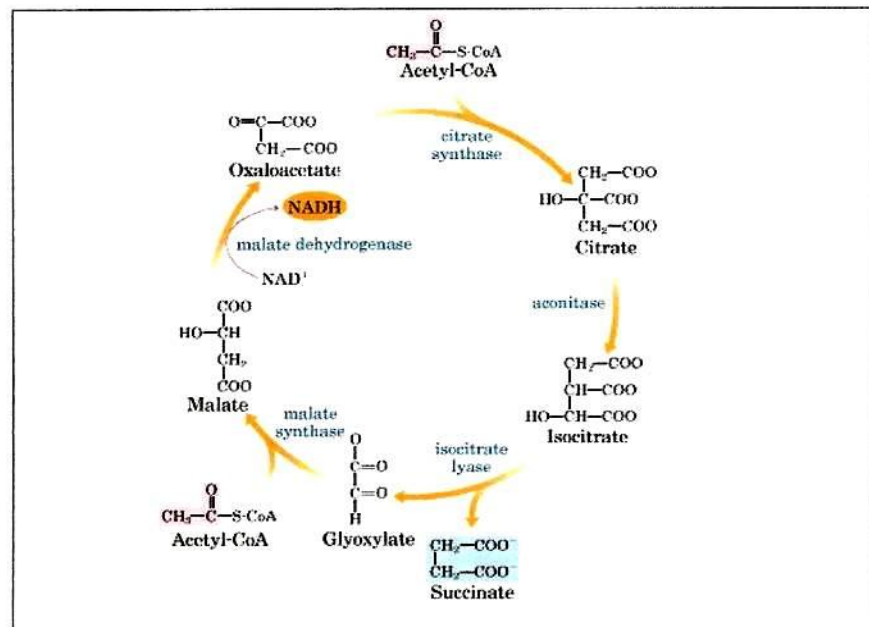 O
CH₃—C—S-CoA
Acetyl-CoA
O=C—COO
CH₂—COO
Oxaloacetate
citrate
synthase
CH₂—COO
HO—C—COO
CH₂—COO
Citrate
NADH
malate dehydrogenase
NAD⁺
aconitase
COO
HO—CH
CH₂
COO
Malate
CH₂—COO
CH—COO
HO—CH—COO
Isocitrate
malate
synthase
isocitrate
lyase
O
C=O
C=O
H
Glyoxylate
O
CH₃—C—S-CoA
Acetyl-CoA
CH₂—COO⁻
CH₂—COO⁻
Succinate